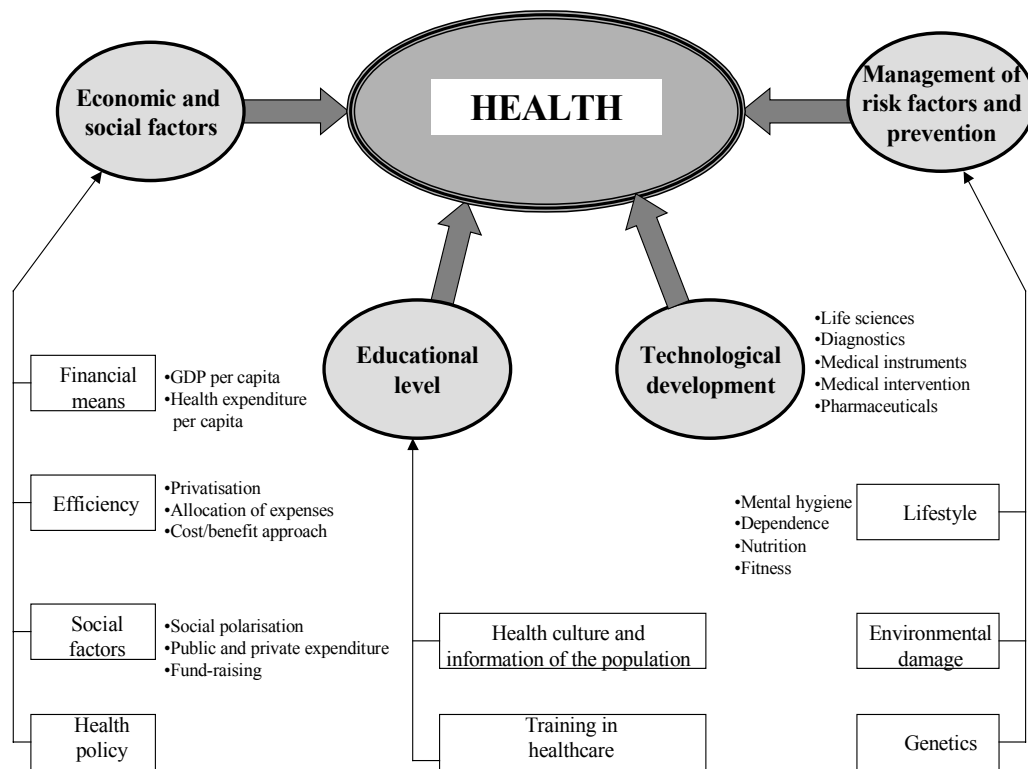 HEALTH
Economic and
social factors
Management of
risk factors and
prevention
Educational
level
Technological
development
•Life sciences
•Diagnostics
•Medical instruments
•Medical intervention
•Pharmaceuticals
Financial
means
•GDP per capita
•Health expenditure
per capita
Efficiency
•Privatisation
•Allocation of expenses
•Cost/benefit approach
Social
factors
•Social polarisation
•Public and private expenditure
•Fund-raising
Health
policy
Health culture and
information of the population
Training in
healthcare
•Mental hygiene
•Dependence
•Nutrition
•Fitness
Lifestyle
Environmental
damage
Genetics